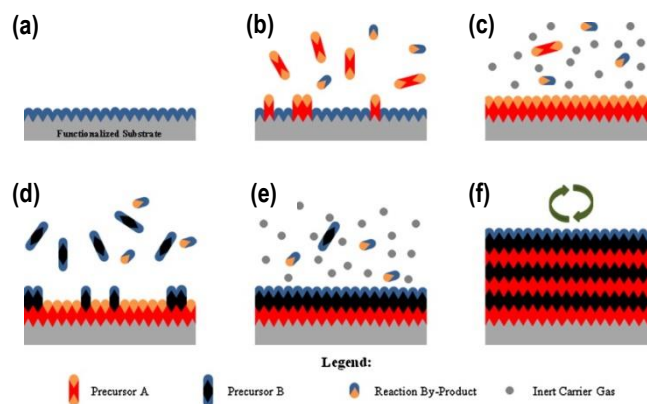 (a)
(b)
(c)
Functionalized Substrate
(d)
(e)
(f)
Legend:
Precursor A
Precursor B
Reaction By-Product
Inert Carrier Gas